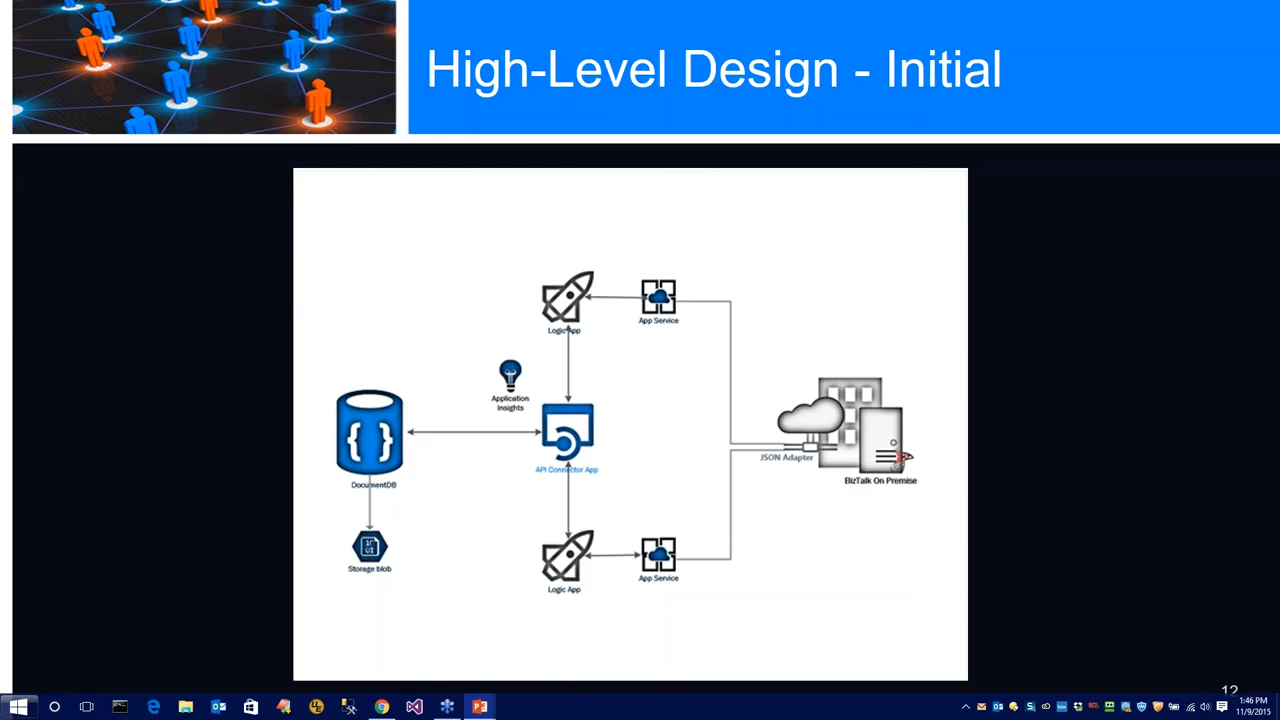 High-Level Design - Initial
Logic App
App Service
Application
Insights
API Connector App
DocumentDB
JSON Adapter
BizTalk On Premise
Storage blob
Logic App
App Service
12
1:46 PM
11/9/2015